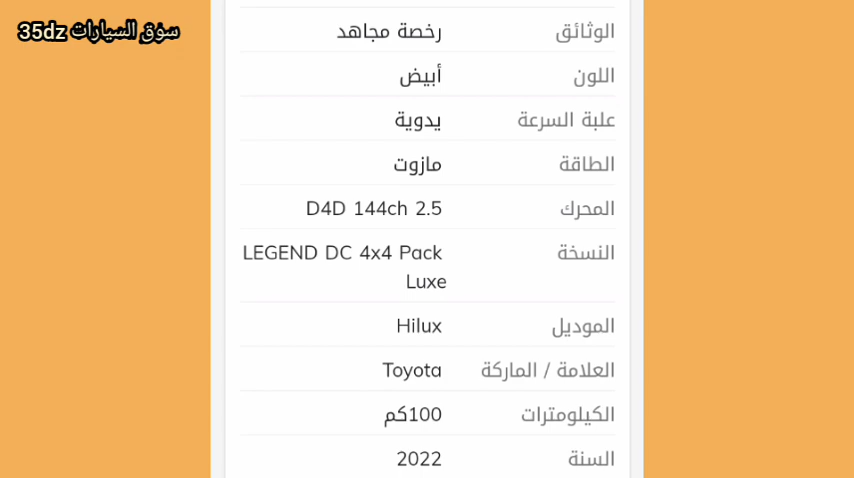 سوق السيارات 35dz
الوثائق رخصة مجاهد
اللون أبيض
علبة السرعة يدوية
الطاقة مازوت
المحرك D4D 144ch 2.5
النسخة LEGEND DC 4x4 Pack
Luxe
الموديل Hilux
العلامة / الماركة Toyota
الكيلومترات 100كم
السنة 2022